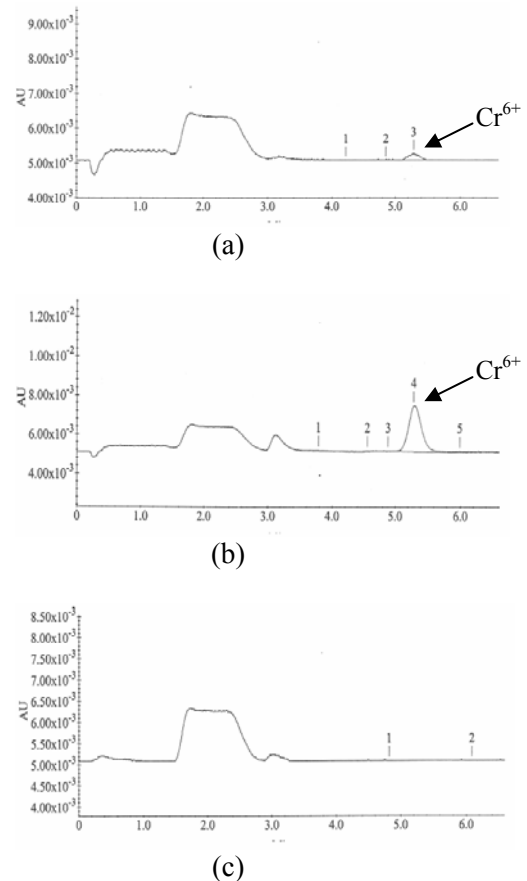 9.00x10⁻³
8.00x10⁻³
7.00x10⁻³
6.00x10⁻³
5.00x10⁻³
4.00x10⁻³
AU
1 2 3
Cr⁶⁺
0 1.0 2.0 3.0 4.0 5.0 6.0
(a)
1.20x10⁻²
1.00x10⁻²
8.00x10⁻³
6.00x10⁻³
4.00x10⁻³
AU
1 2 3 4 5
Cr⁶⁺
0 1.0 2.0 3.0 4.0 5.0 6.0
(b)
8.50x10⁻³
8.00x10⁻³
7.50x10⁻³
7.00x10⁻³
6.50x10⁻³
6.00x10⁻³
5.50x10⁻³
5.00x10⁻³
4.50x10⁻³
4.00x10⁻³
AU
1 2
0 1.0 2.0 3.0 4.0 5.0 6.0
(c)